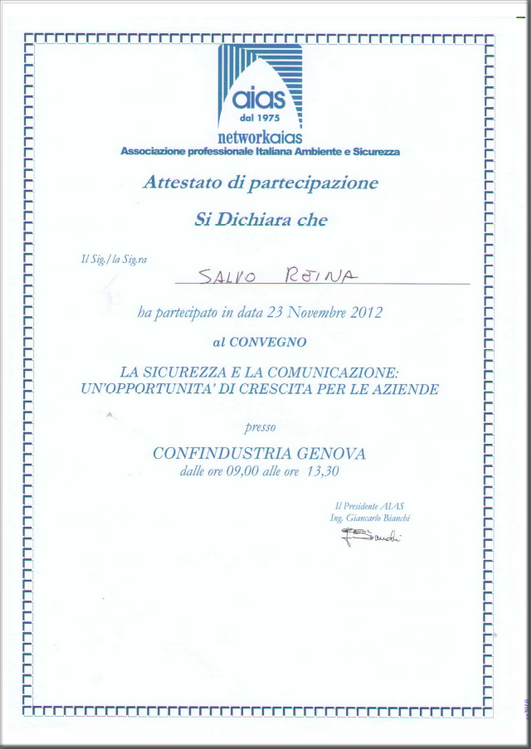 aias
dal 1975
networkaias
Associazione professionale Italiana Ambiente e Sicurezza
Attestato di partecipazione
Si Dichiara che
Il Sig./la Sig.ra
SALVO REINA
ha partecipato in data 23 Novembre 2012
al CONVEGNO
LA SICUREZZA E LA COMUNICAZIONE:
UN'OPPORTUNITA' DI CRESCITA PER LE AZIENDE
presso
CONFINDUSTRIA GENOVA
dalle ore 09,00 alle ore 13,30
Il Presidente AIAS
Ing. Giancarlo Bianchi